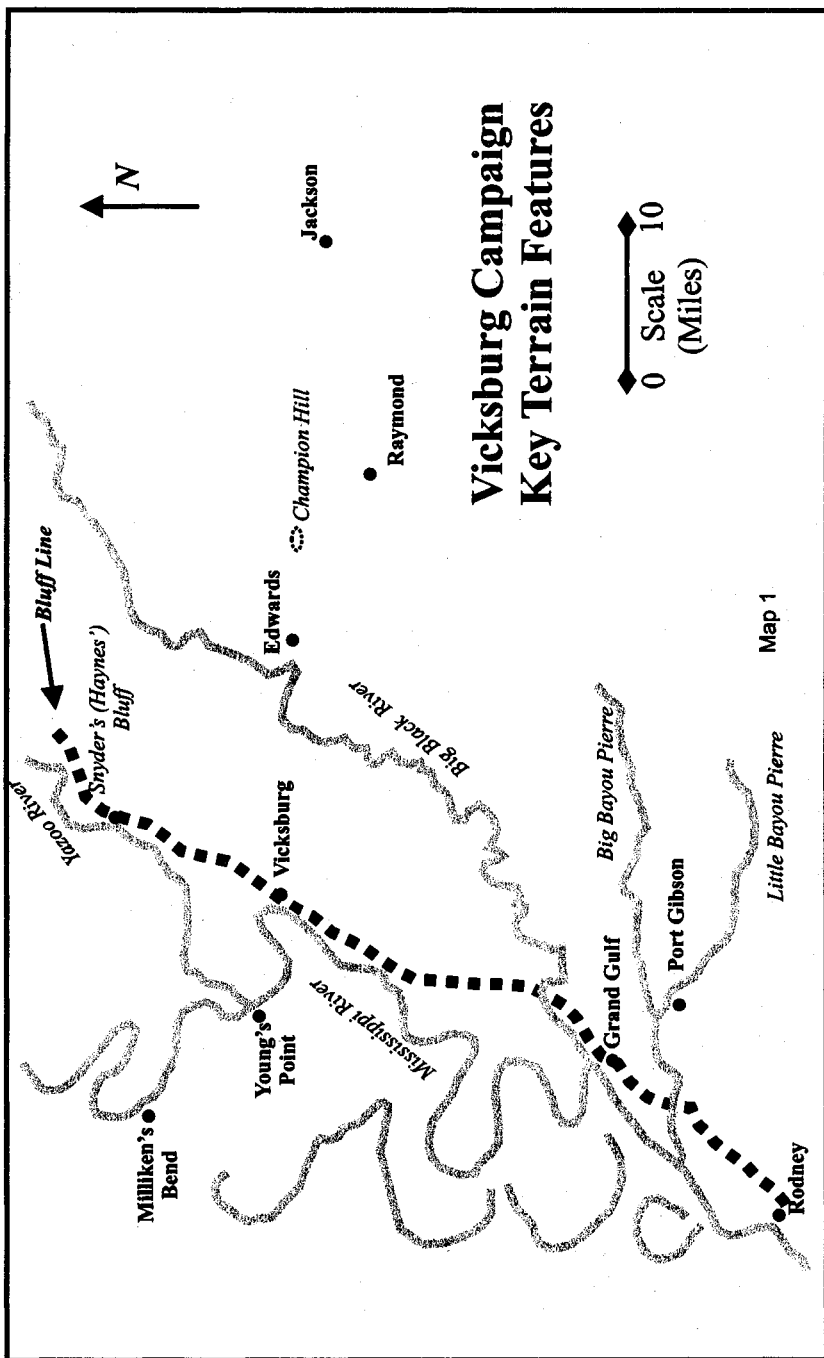 N
Bluff Line
Yazoo River
Snyder's (Haynes')
Bluff
Milliken's
Bend
Young's
Point
Vicksburg
Edwards
Champion Hill
Jackson
Raymond
Mississippi River
Big Black River
Vicksburg Campaign
Key Terrain Features
Grand Gulf
Big Bayou Pierre
Port Gibson
Little Bayou Pierre
Rodney
0 10
Scale
(Miles)
Map 1